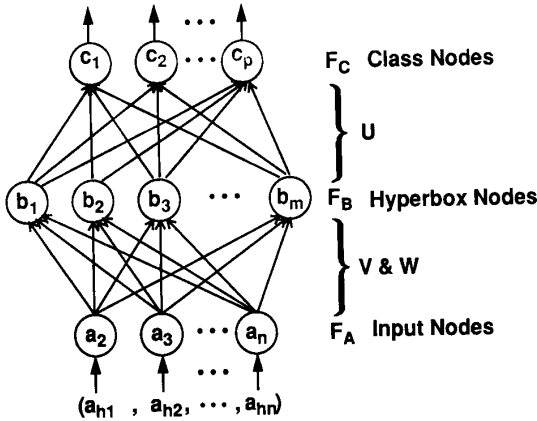 ...
c1 c2 ... cp FC Class Nodes
U
b1 b2 b3 ... bm FB Hyperbox Nodes
V & W
a2 a3 ... an FA Input Nodes
...
(ah1 , ah2, ... , ahn)